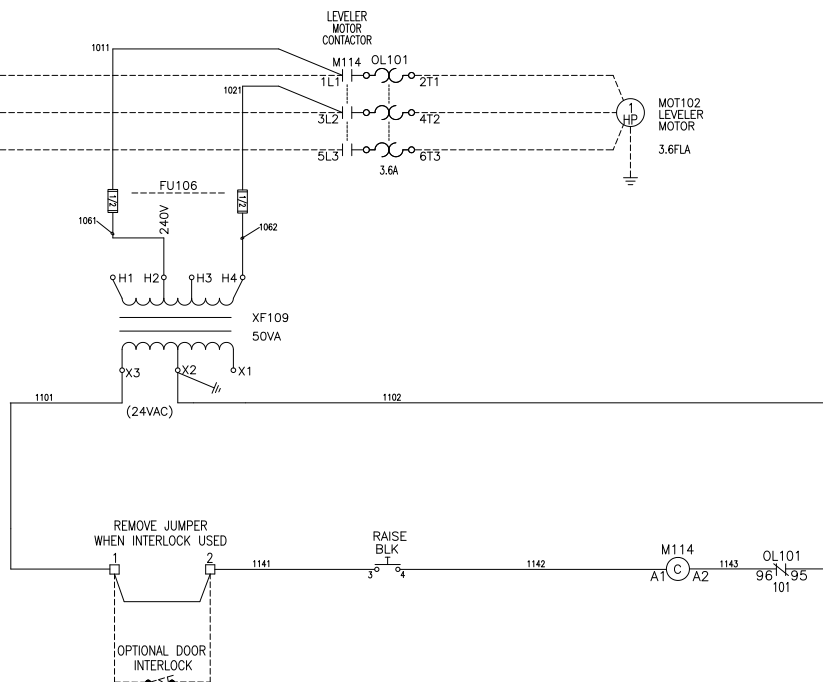 LEVELER
MOTOR
CONTACTOR
1011
M114
OL101
1L1
2T1
1021
3L2
4T2
1
HP
MOT102
LEVELER
MOTOR
3.6FLA
5L3
6T3
3.6A
FU106
1/2
1/2
1061
240V
1062
H1
H2
H3
H4
XF109
50VA
X3
X2
X1
1101
(24VAC)
1102
REMOVE JUMPER
WHEN INTERLOCK USED
1
2
1141
RAISE
BLK
3
4
1142
M114
A1
C
A2
1143
OL101
96
95
101
OPTIONAL DOOR
INTERLOCK